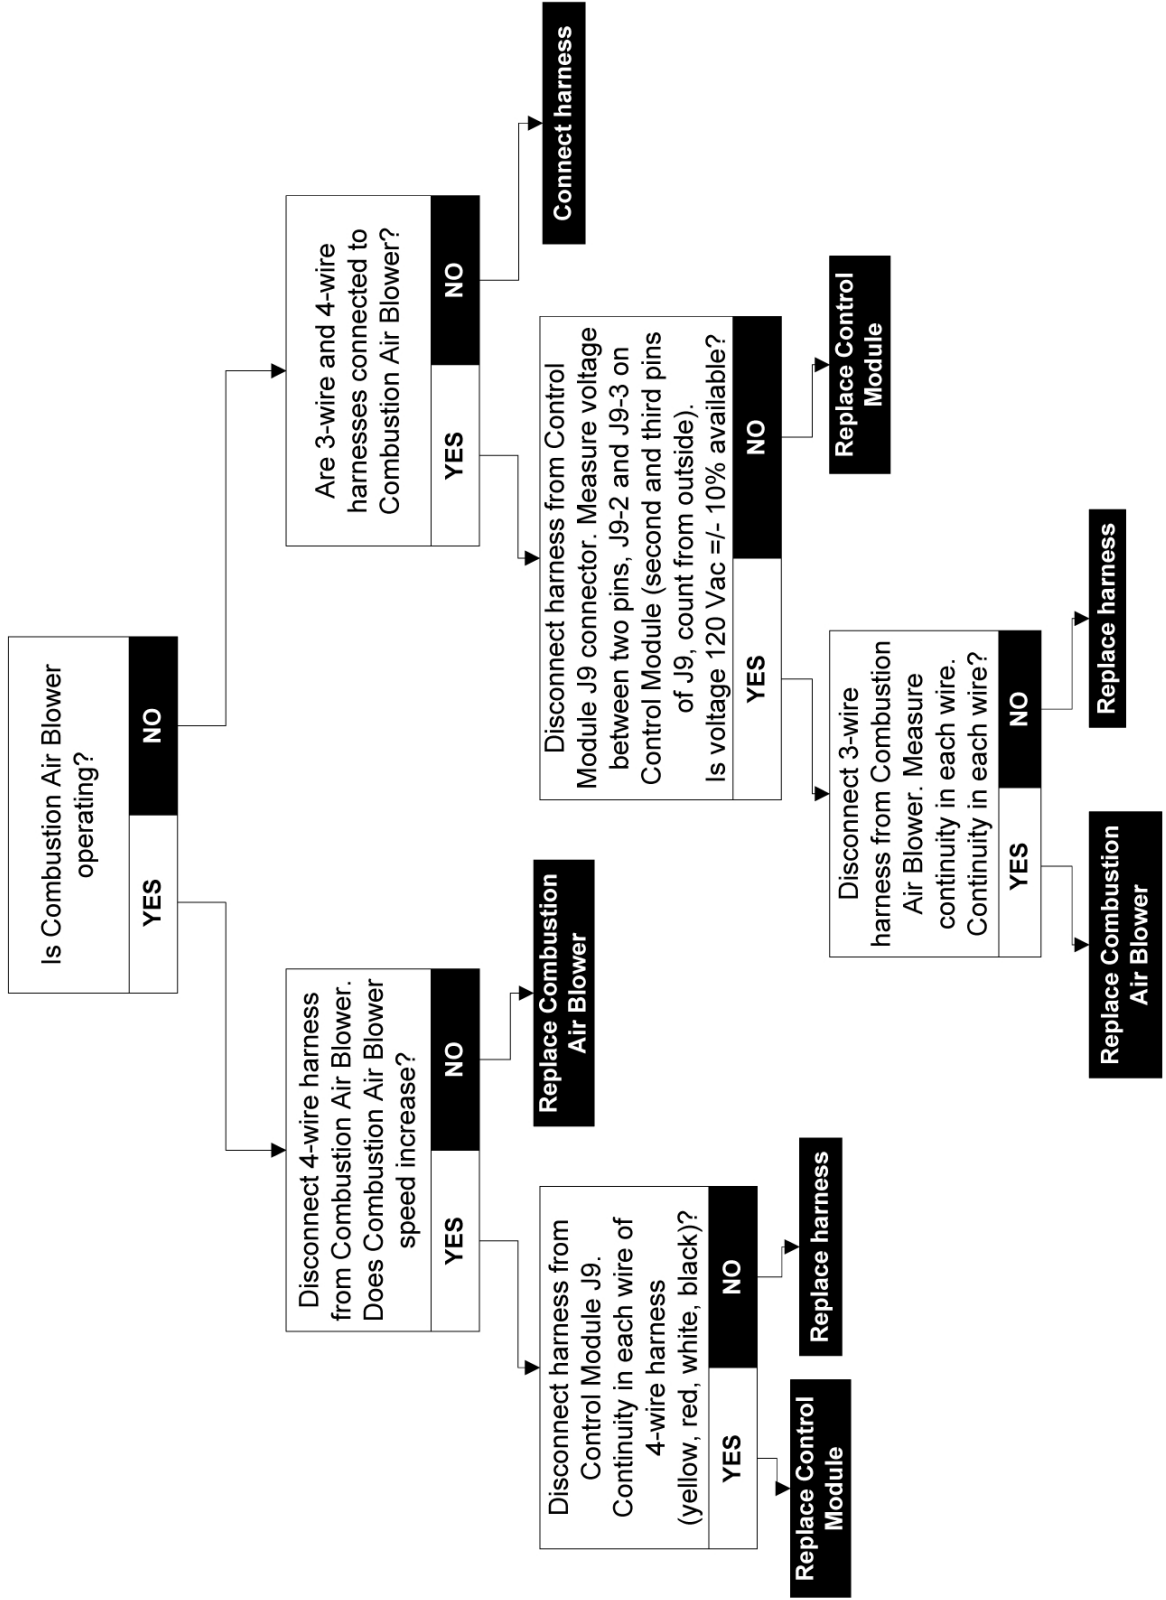 Is Combustion Air Blower
operating?
YES
NO
Disconnect 4-wire harness
from Combustion Air Blower.
Does Combustion Air Blower
speed increase?
YES
NO
Are 3-wire and 4-wire
harnesses connected to
Combustion Air Blower?
YES
NO
Disconnect harness from
Control Module J9.
Continuity in each wire of
4-wire harness
(yellow, red, white, black)?
YES
NO
Replace Combustion
Air Blower
Disconnect harness from Control
Module J9 connector. Measure voltage
between two pins, J9-2 and J9-3 on
Control Module (second and third pins
of J9, count from outside).
Is voltage 120 Vac =/- 10% available?
YES
NO
Connect harness
Replace Control
Module
Replace harness
Disconnect 3-wire
harness from Combustion
Air Blower. Measure
continuity in each wire.
Continuity in each wire?
YES
NO
Replace Control
Module
Replace Combustion
Air Blower
Replace harness